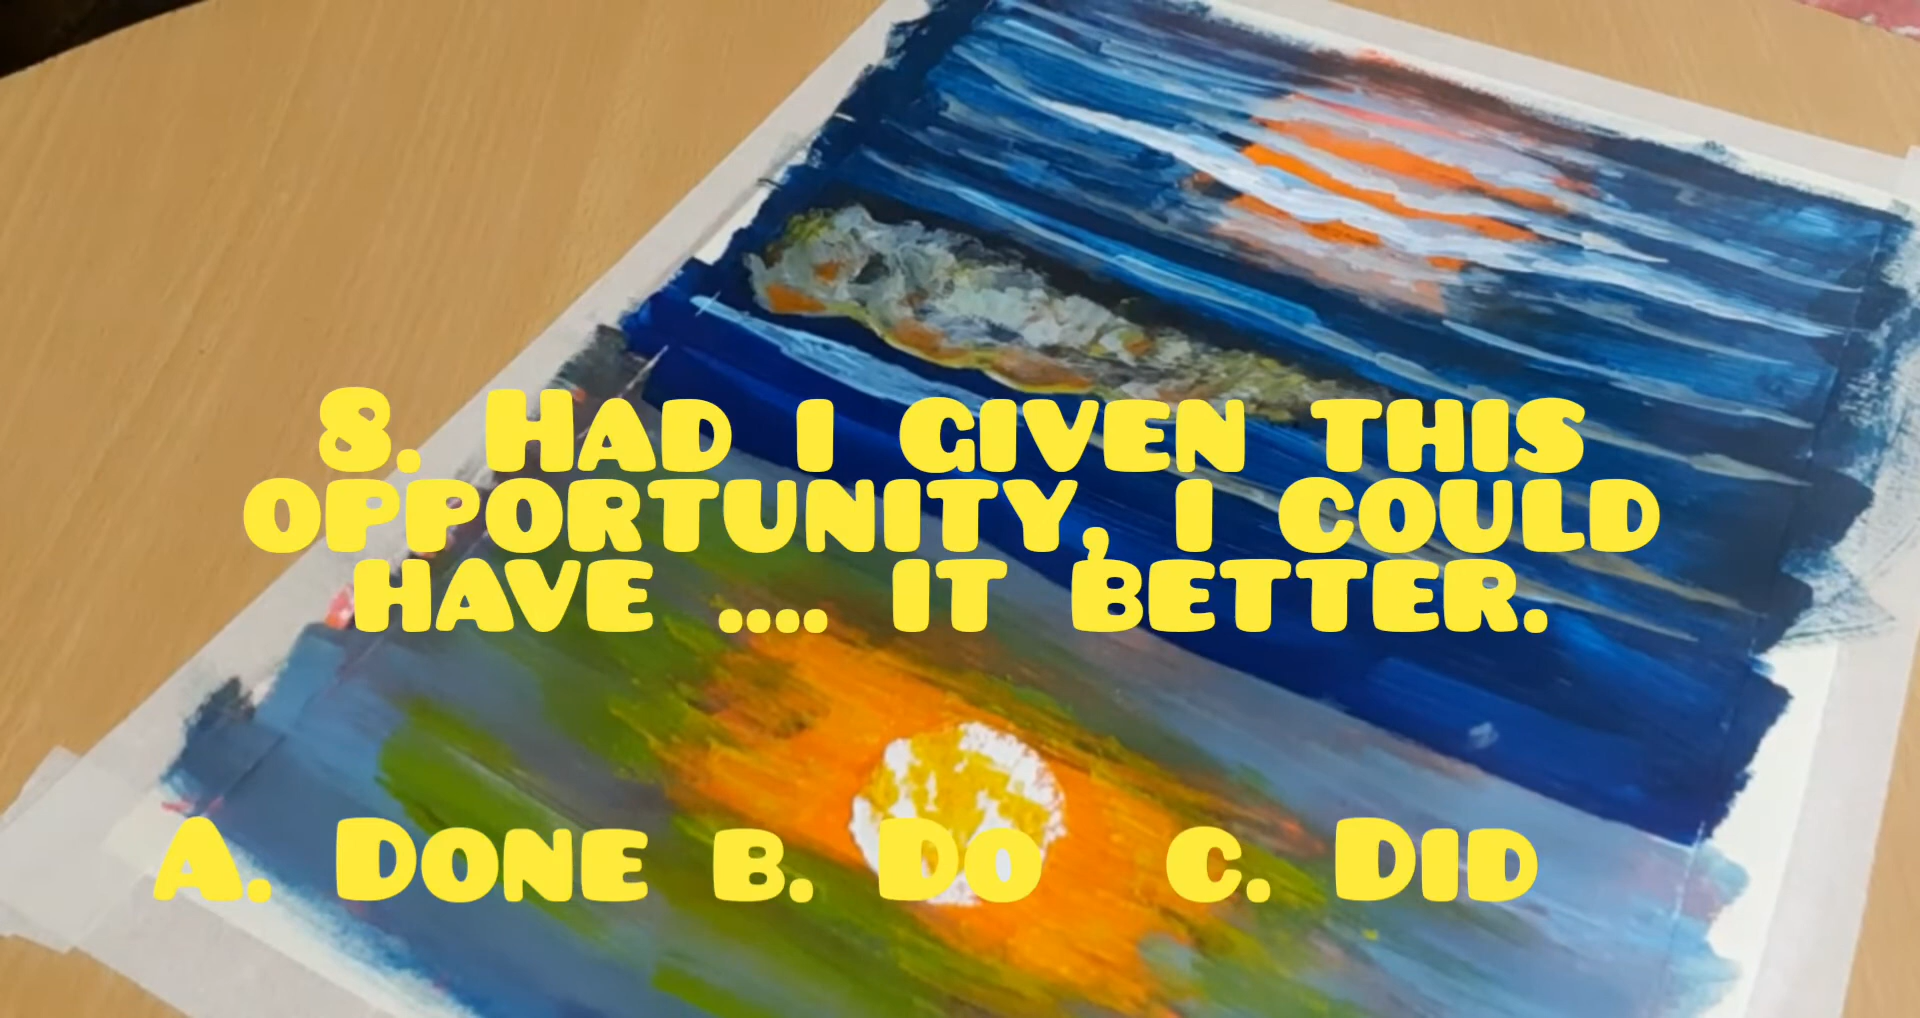 8. Had i given this
opportunity, i could
have .... it better.
A. Done B. Do C. Did